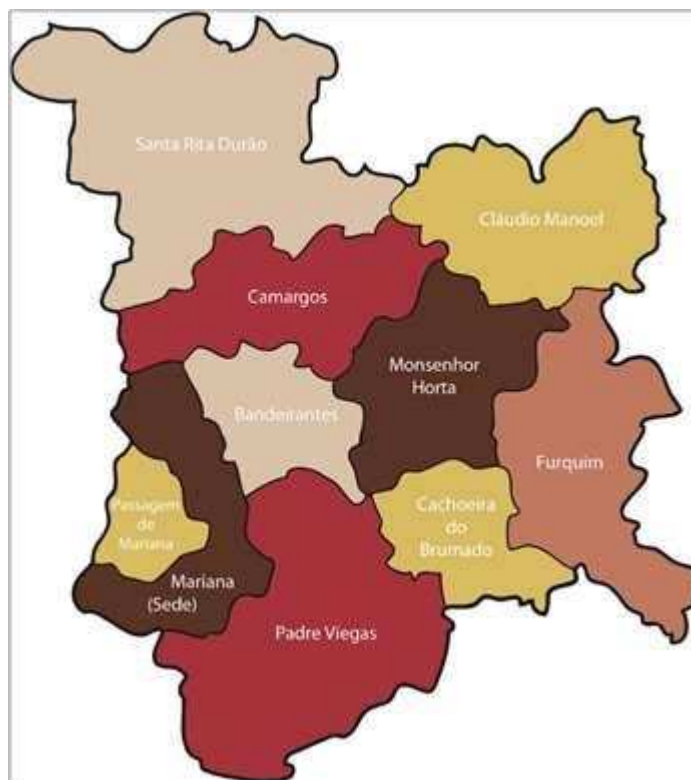 Santa Rita Durão
Cláudio Manoel
Camargos
Monsenhor
Horta
Bandeirantes
Furquim
Passagem
de
Mariana
Cachoeira
do
Brumado
Mariana
(Sede)
Padre Viegas